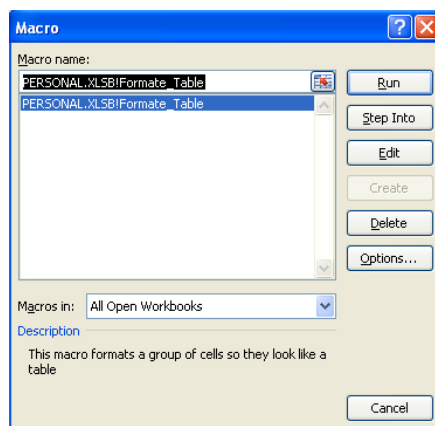 Macro
Macro name:
PERSONAL.XLSB!Formate_Table
PERSONAL.XLSB!Formate_Table
Run
Step Into
Edit
Create
Delete
Options...
Macros in: All Open Workbooks
Description
This macro formats a group of cells so they look like a
table
Cancel